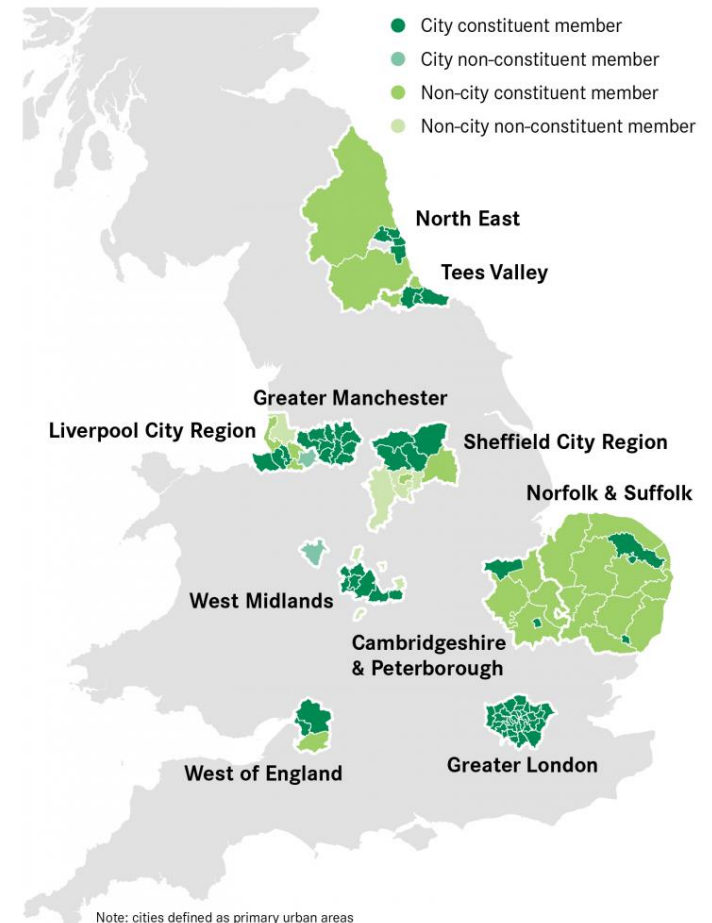 City constituent member
City non-constituent member
Non-city constituent member
Non-city non-constituent member
North East
Tees Valley
Greater Manchester
Liverpool City Region
Sheffield City Region
Norfolk & Suffolk
West Midlands
Cambridgeshire
& Peterborough
West of England
Greater London
Note: cities defined as primary urban areas